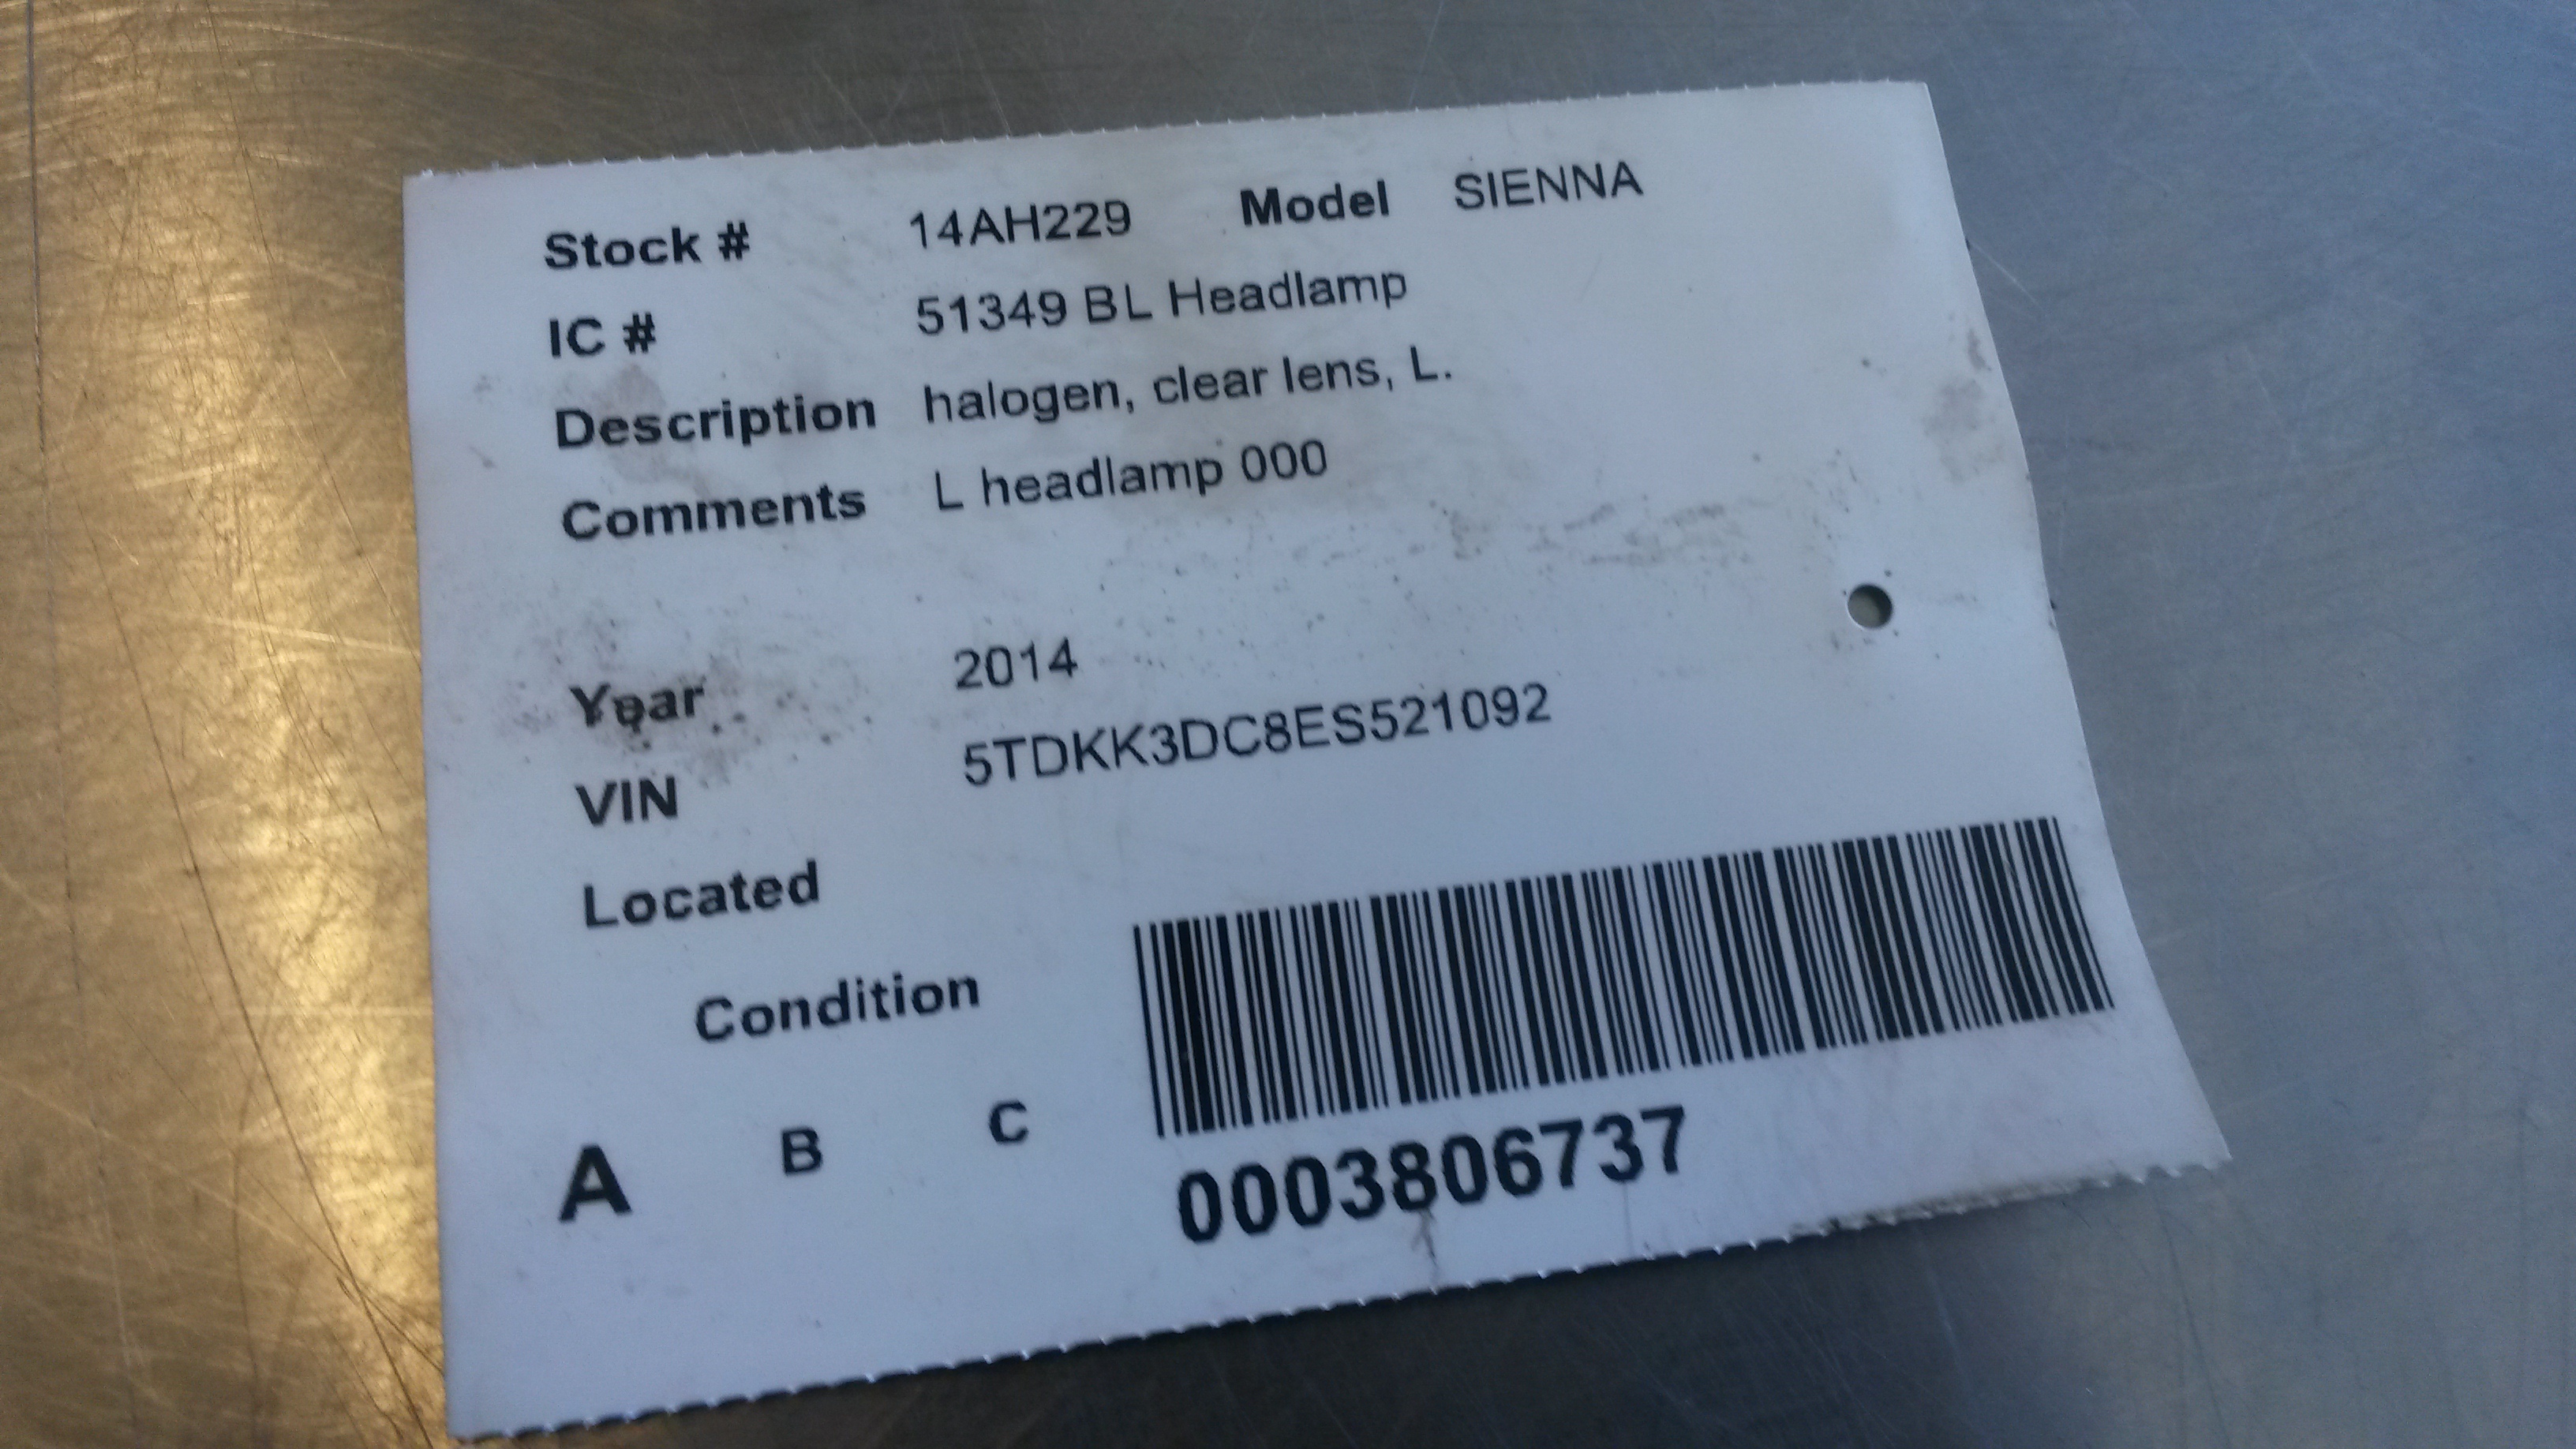 Stock # 14AH229 Model SIENNA
IC # 51349 BL Headlamp
Description halogen, clear lens, L.
Comments L headlamp 000
Year 2014
VIN 5TDKK3DC8ES521092
Located
Condition
A B C
0003806737